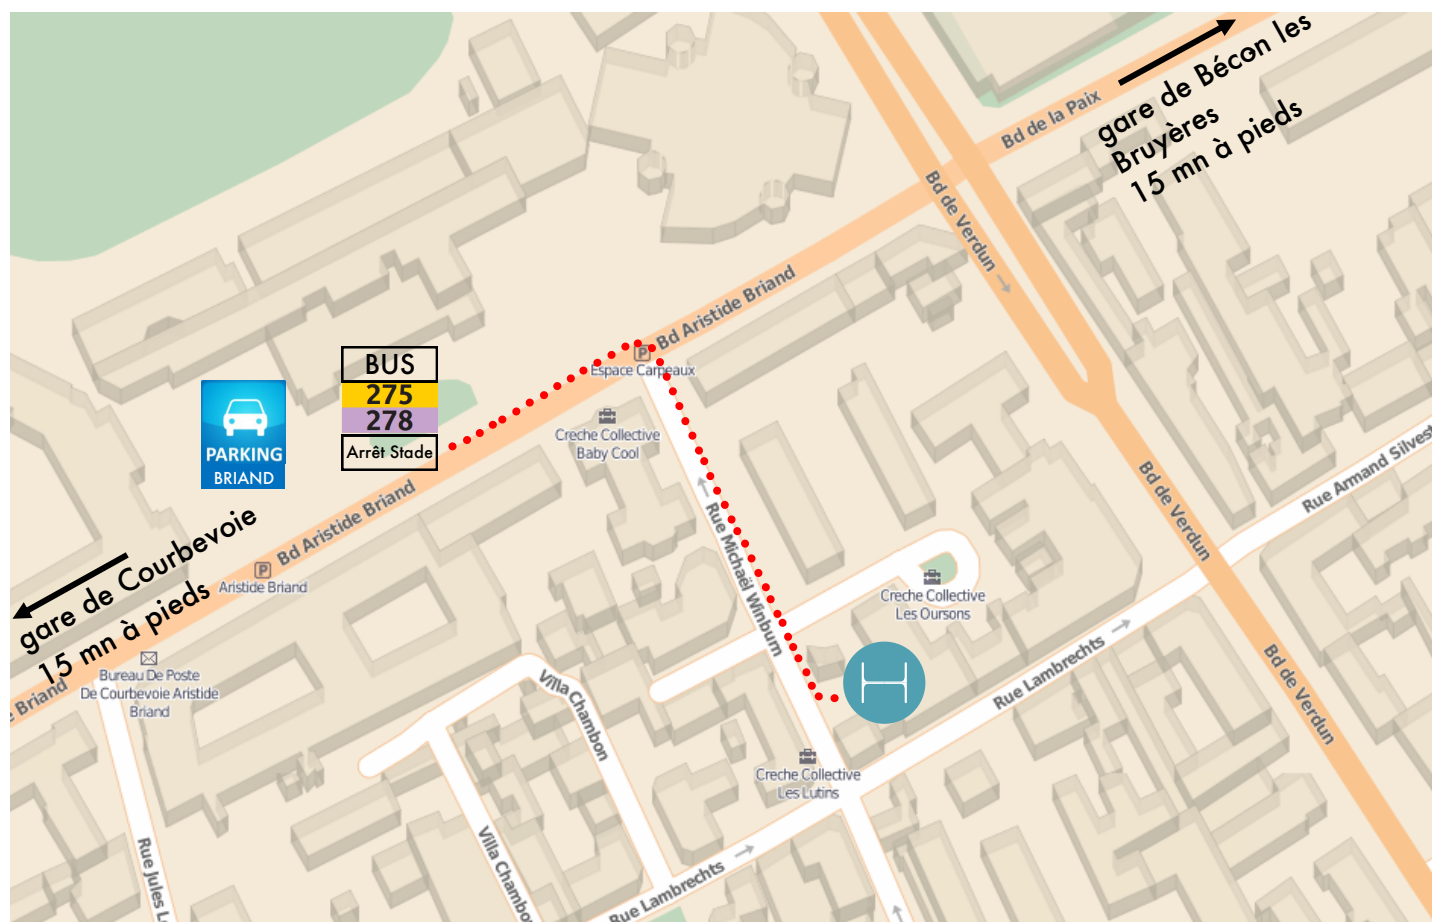 gare de Bécon les
Bruyères
15 mn à pieds
Bd de la Paix
Bd de Verdun
Bd Aristide Briand
P
Espace Carpeaux
BUS
275
278
Arrêt Stade
PARKING
BRIAND
Creche Collective
Baby Cool
Bd Aristide Briand
P
Aristide Briand
gare de Courbevoie
15 mn à pieds
Rue Michaël Winburn
Bd de Verdun
Rue Armand Silvest
Creche Collective
Les Oursons
Bureau De Poste
De Courbevoie Aristide
Briand
e Briand
Villa Chambon
H
Rue Lambrechts
Bd de Verdun
Creche Collective
Les Lutins
Rue Jules L
Villa Chambo
Rue Lambrechts